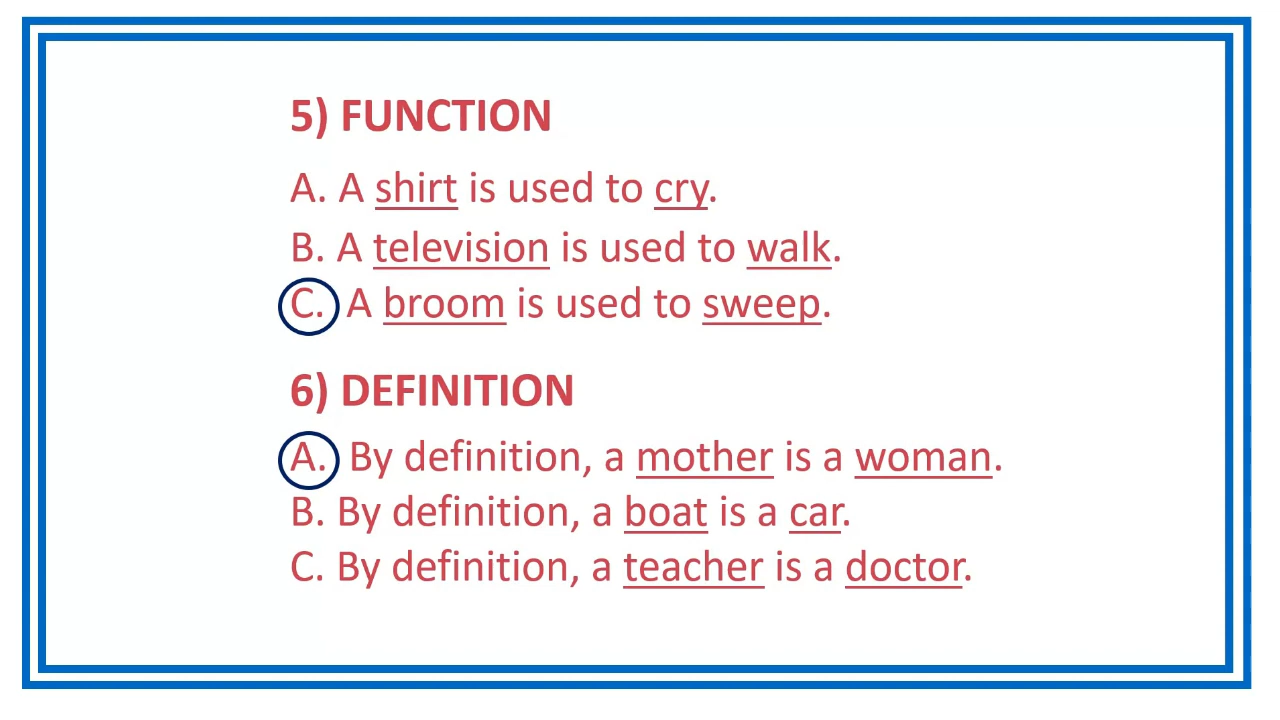 5) FUNCTION
A. A shirt is used to cry.
B. A television is used to walk.
C. A broom is used to sweep.
6) DEFINITION
A. By definition, a mother is a woman.
B. By definition, a boat is a car.
C. By definition, a teacher is a doctor.